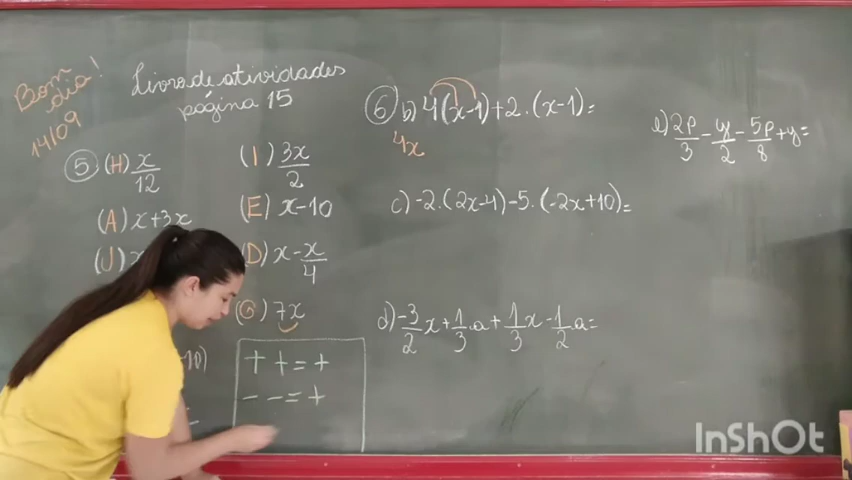 Bom
dia!
14/09
Livro de atividades
página 15
5 (H) x/12
(A) x+3x
(J)
(I) 3x/2
(E) x-10
(D) x - x/4
(G) 7x
10)
+ + = +
- - = +
6 b) 4(x-1)+2.(x-1)=
4x
c) -2.(2x-4)-5.(-2x+10)=
d) -3/2 x + 1/3 .a + 1/3 x - 1/2 .a=
e) 2p/3 - y/2 - 5p/8 + y=
InShOt